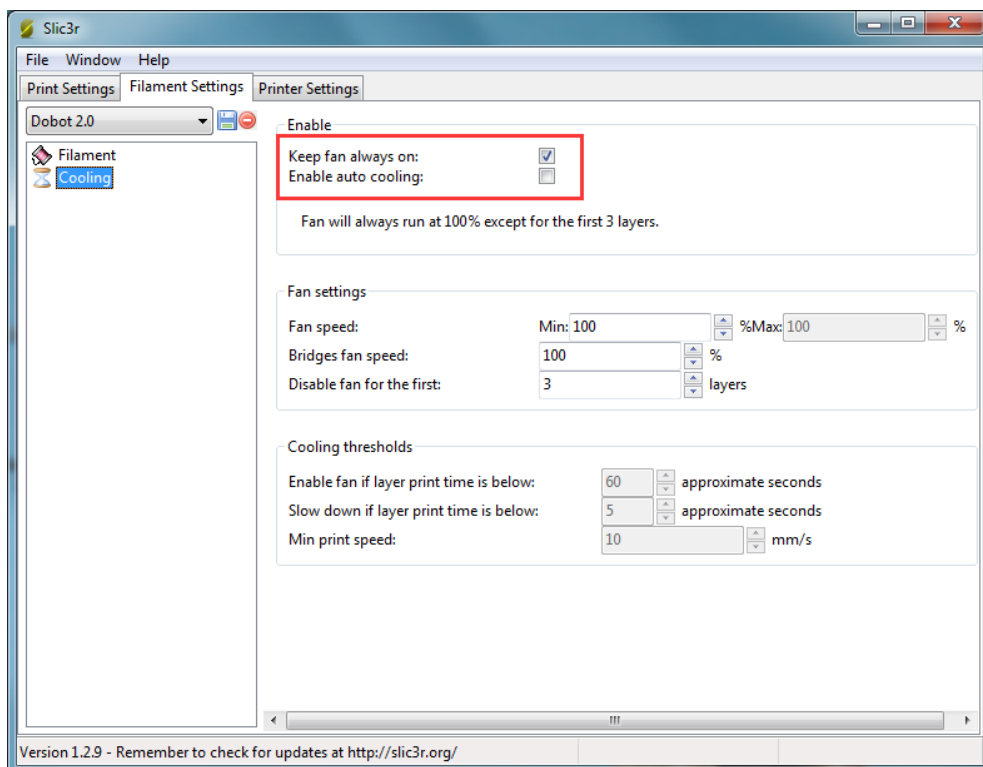 Slic3r
File Window Help
Print Settings Filament Settings Printer Settings
Dobot 2.0
Filament
Cooling
Enable
Keep fan always on:
Enable auto cooling:
Fan will always run at 100% except for the first 3 layers.
Fan settings
Fan speed: Min: 100 %Max: 100 %
Bridges fan speed: 100 %
Disable fan for the first: 3 layers
Cooling thresholds
Enable fan if layer print time is below: 60 approximate seconds
Slow down if layer print time is below: 5 approximate seconds
Min print speed: 10 mm/s
Version 1.2.9 - Remember to check for updates at http://slic3r.org/